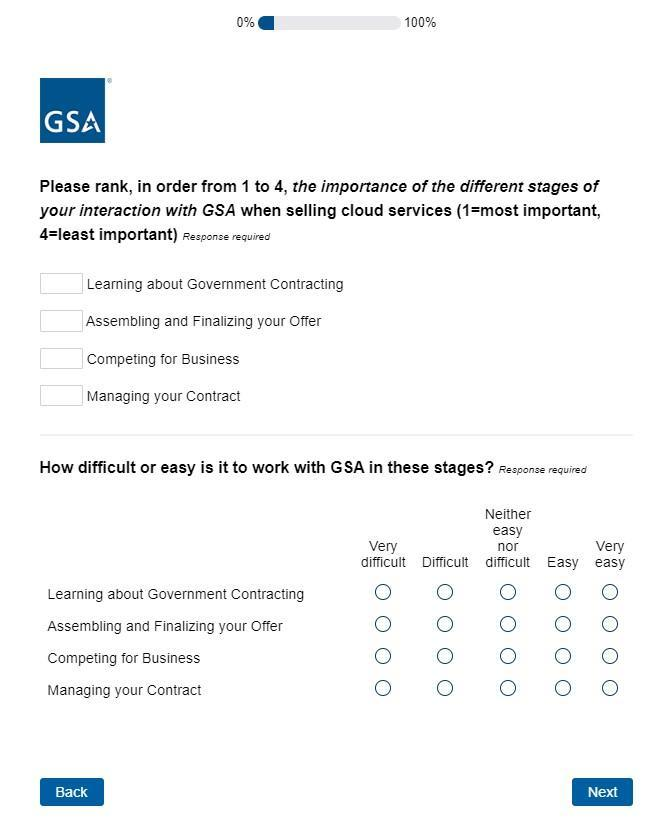 0% 100%
GSA
Please rank, in order from 1 to 4, the importance of the different stages of
your interaction with GSA when selling cloud services (1=most important,
4=least important) Response required
Learning about Government Contracting
Assembling and Finalizing your Offer
Competing for Business
Managing your Contract
How difficult or easy is it to work with GSA in these stages? Response required
Neither
easy
Very nor Very
difficult Difficult difficult Easy easy
Learning about Government Contracting
Assembling and Finalizing your Offer
Competing for Business
Managing your Contract
Back Next